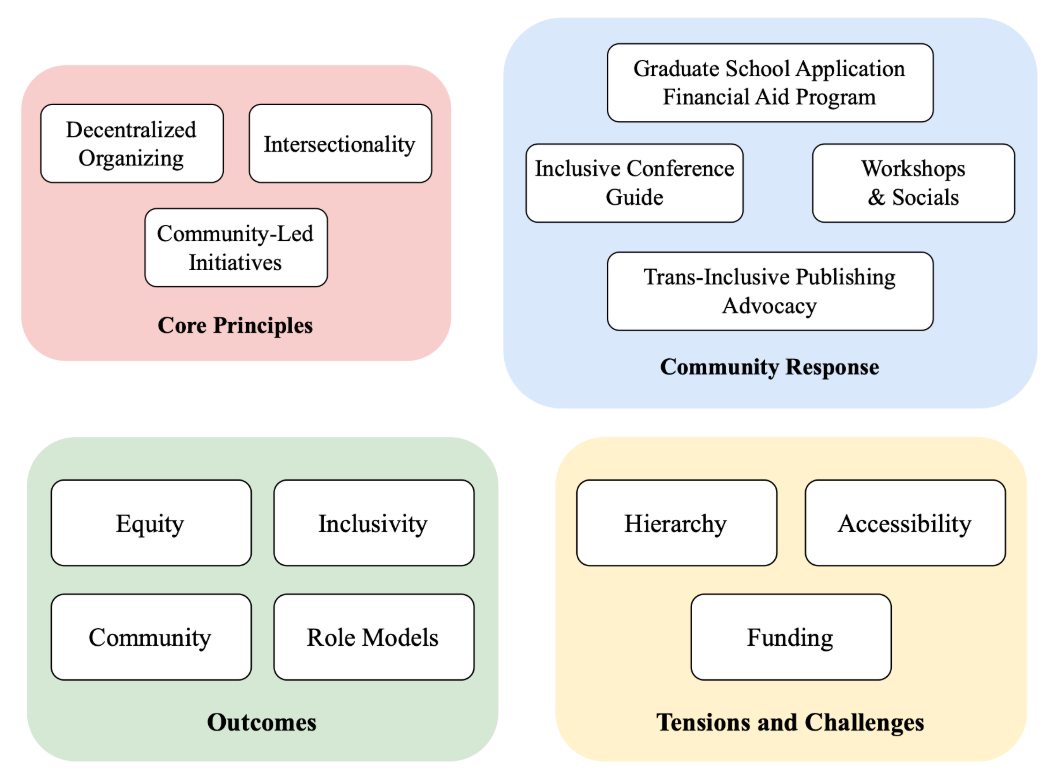 Decentralized
Organizing
Intersectionality
Community-Led
Initiatives
Core Principles
Graduate School Application
Financial Aid Program
Inclusive Conference
Guide
Workshops
& Socials
Trans-Inclusive Publishing
Advocacy
Community Response
Equity
Inclusivity
Community
Role Models
Outcomes
Hierarchy
Accessibility
Funding
Tensions and Challenges